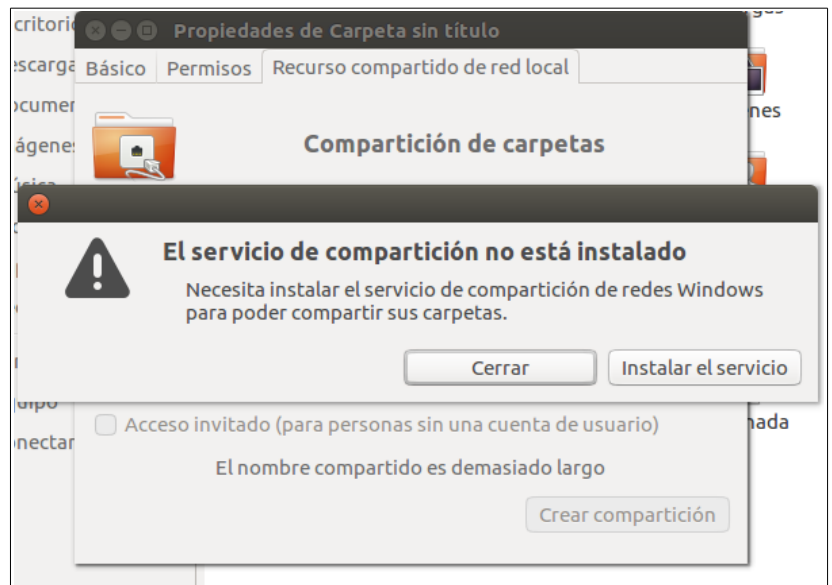 Propiedades de Carpeta sin título
Básico Permisos Recurso compartido de red local
Compartición de carpetas
El servicio de compartición no está instalado
Necesita instalar el servicio de compartición de redes Windows
para poder compartir sus carpetas.
Cerrar Instalar el servicio
Acceso invitado (para personas sin una cuenta de usuario)
El nombre compartido es demasiado largo
Crear compartición